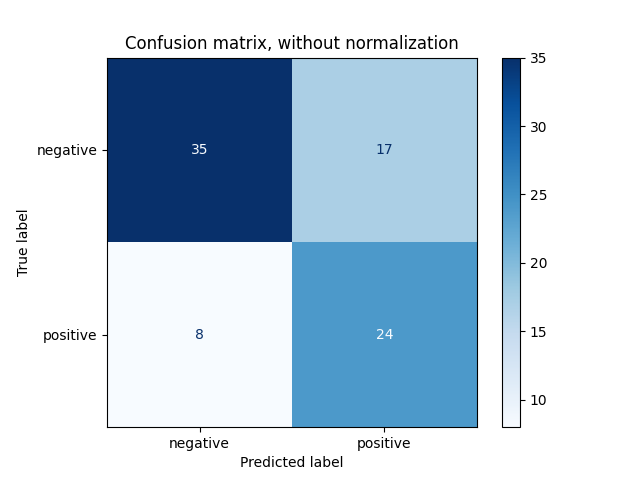 Confusion matrix, without normalization
True label
negative
positive
35
17
8
24
negative
positive
Predicted label
35
30
25
20
15
10